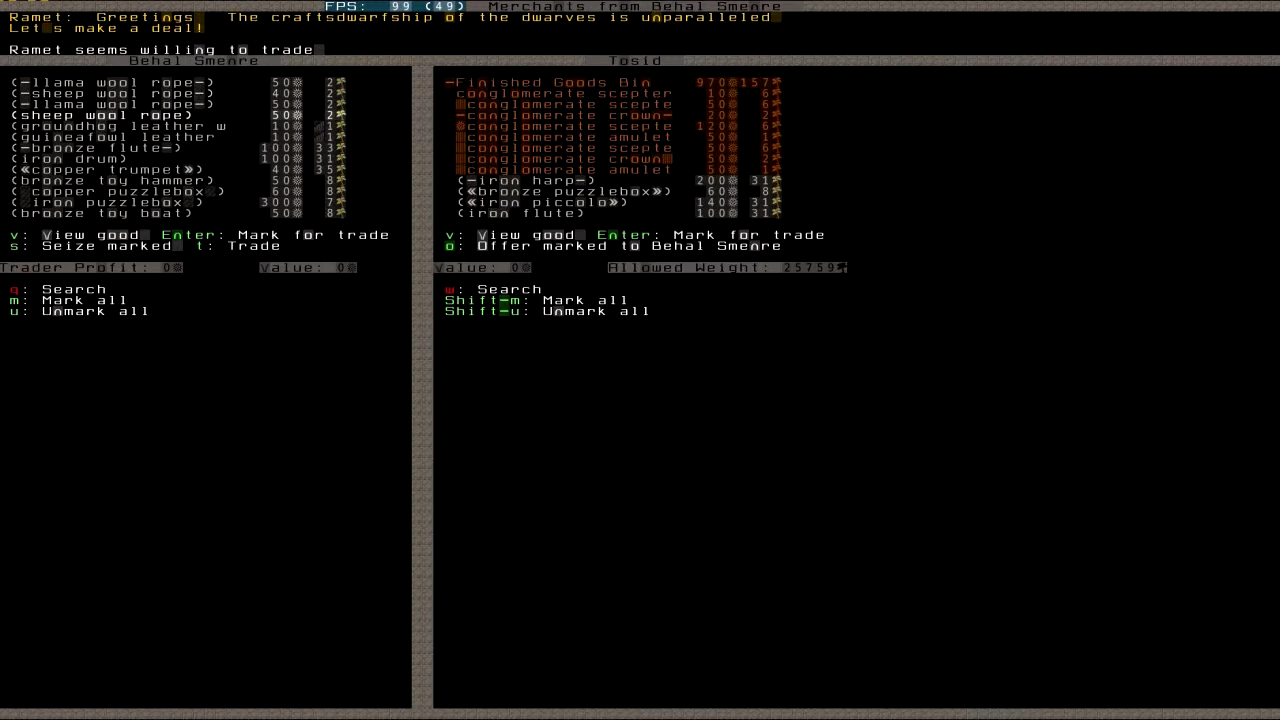 FPS: 99 (49) Merchants from Behal Smenre
Ramet: Greetings The craftsdwarfship of the dwarves is unparalleled
Let s make a deal!
Ramet seems willing to trade
Behal Smenre
(-llama wool rope-) 50☼ 2
(-sheep wool rope-) 40☼ 2
(-llama wool rope-) 50☼ 2
(sheep wool rope) 50☼ 2
(groundhog leather w 10☼ 1
(guineafowl leather 10☼ 1
(-bronze flute-) 100☼ 33
(iron drum) 100☼ 31
(«copper trumpet») 40☼ 35
(bronze toy hammer) 50☼ 8
( copper puzzlebox ) 60☼ 8
( iron puzzlebox ) 300☼ 7
(bronze toy boat) 50☼ 8
v: View good Enter: Mark for trade
s: Seize marked t: Trade
Trader Profit: 0☼ Value: 0☼
q: Search
m: Mark all
u: Unmark all
Tosid
-Finished Goods Bin 970☼157
conglomerate scepter 10☼ 6
conglomerate scepte 50☼ 6
-conglomerate crown- 20☼ 2
☼conglomerate scepte 120☼ 6
conglomerate amulet 50☼ 1
conglomerate scepte 50☼ 6
conglomerate crown 50☼ 2
conglomerate amulet 50☼ 1
(-iron harp-) 200☼ 31
(«bronze puzzlebox») 60☼ 8
(«iron piccolo») 140☼ 31
(iron flute) 100☼ 31
v: View good Enter: Mark for trade
o: Offer marked to Behal Smenre
Value: 0☼ Allowed Weight: 25759
w: Search
Shift-m: Mark all
Shift-u: Unmark all